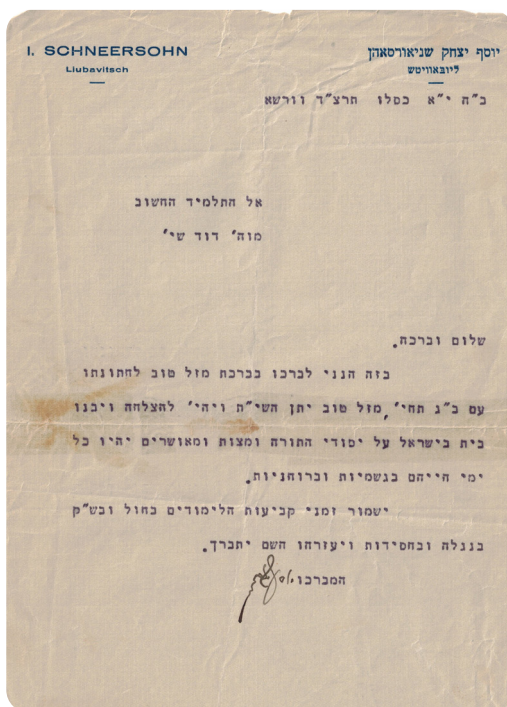 I. SCHNEERSOHN
Liubavitsch
יוסף יצחק שניאורסאהן
ליובאוויטש
ב"ה י"א כסלו תרצ"ד וורשא
אל התלמיד החשוב
מוה' דוד שי'
שלום וברכה.
בזה הנני לברכו בברכת מזל טוב לחתונתו
עם ב"ג תחי', מזל טוב יתן השי"ת ויהי' להצלחה ויבנו
בית בישראל על יסודי התורה ומצות ומאושרים יהיו כל
ימי חייהם בגשמיות וברוחניות.
ישמור זמני קביעות הלימודים בחול ובש"ק
בנגלה ובחסידות ויעזרהו השם יתברך.
המברכו